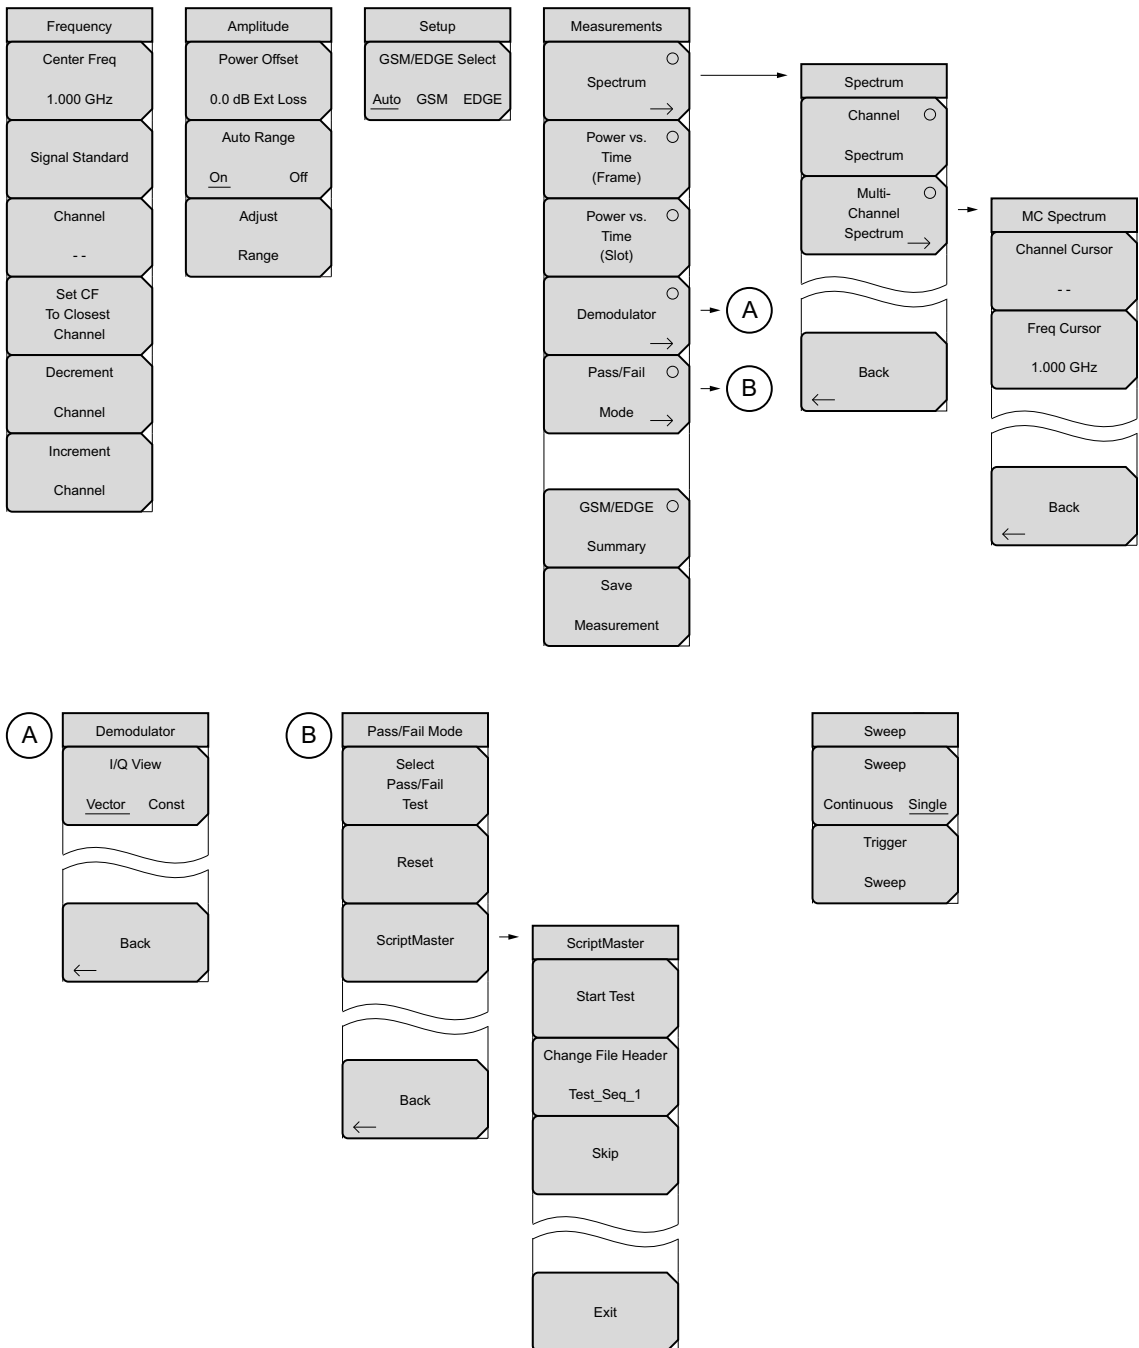 Frequency
Center Freq
1.000 GHz
Signal Standard
Channel
- -
Set CF
To Closest
Channel
Decrement
Channel
Increment
Channel
Amplitude
Power Offset
0.0 dB Ext Loss
Auto Range
On Off
Adjust
Range
Setup
GSM/EDGE Select
Auto GSM EDGE
Measurements
Spectrum
Power vs.
Time
(Frame)
Power vs.
Time
(Slot)
Demodulator
A
Pass/Fail
Mode
B
GSM/EDGE
Summary
Save
Measurement
Spectrum
Channel
Spectrum
Multi-
Channel
Spectrum
Back
MC Spectrum
Channel Cursor
- -
Freq Cursor
1.000 GHz
Back
A
Demodulator
I/Q View
Vector Const
Back
B
Pass/Fail Mode
Select
Pass/Fail
Test
Reset
ScriptMaster
Back
ScriptMaster
Start Test
Change File Header
Test_Seq_1
Skip
Exit
Sweep
Sweep
Continuous Single
Trigger
Sweep